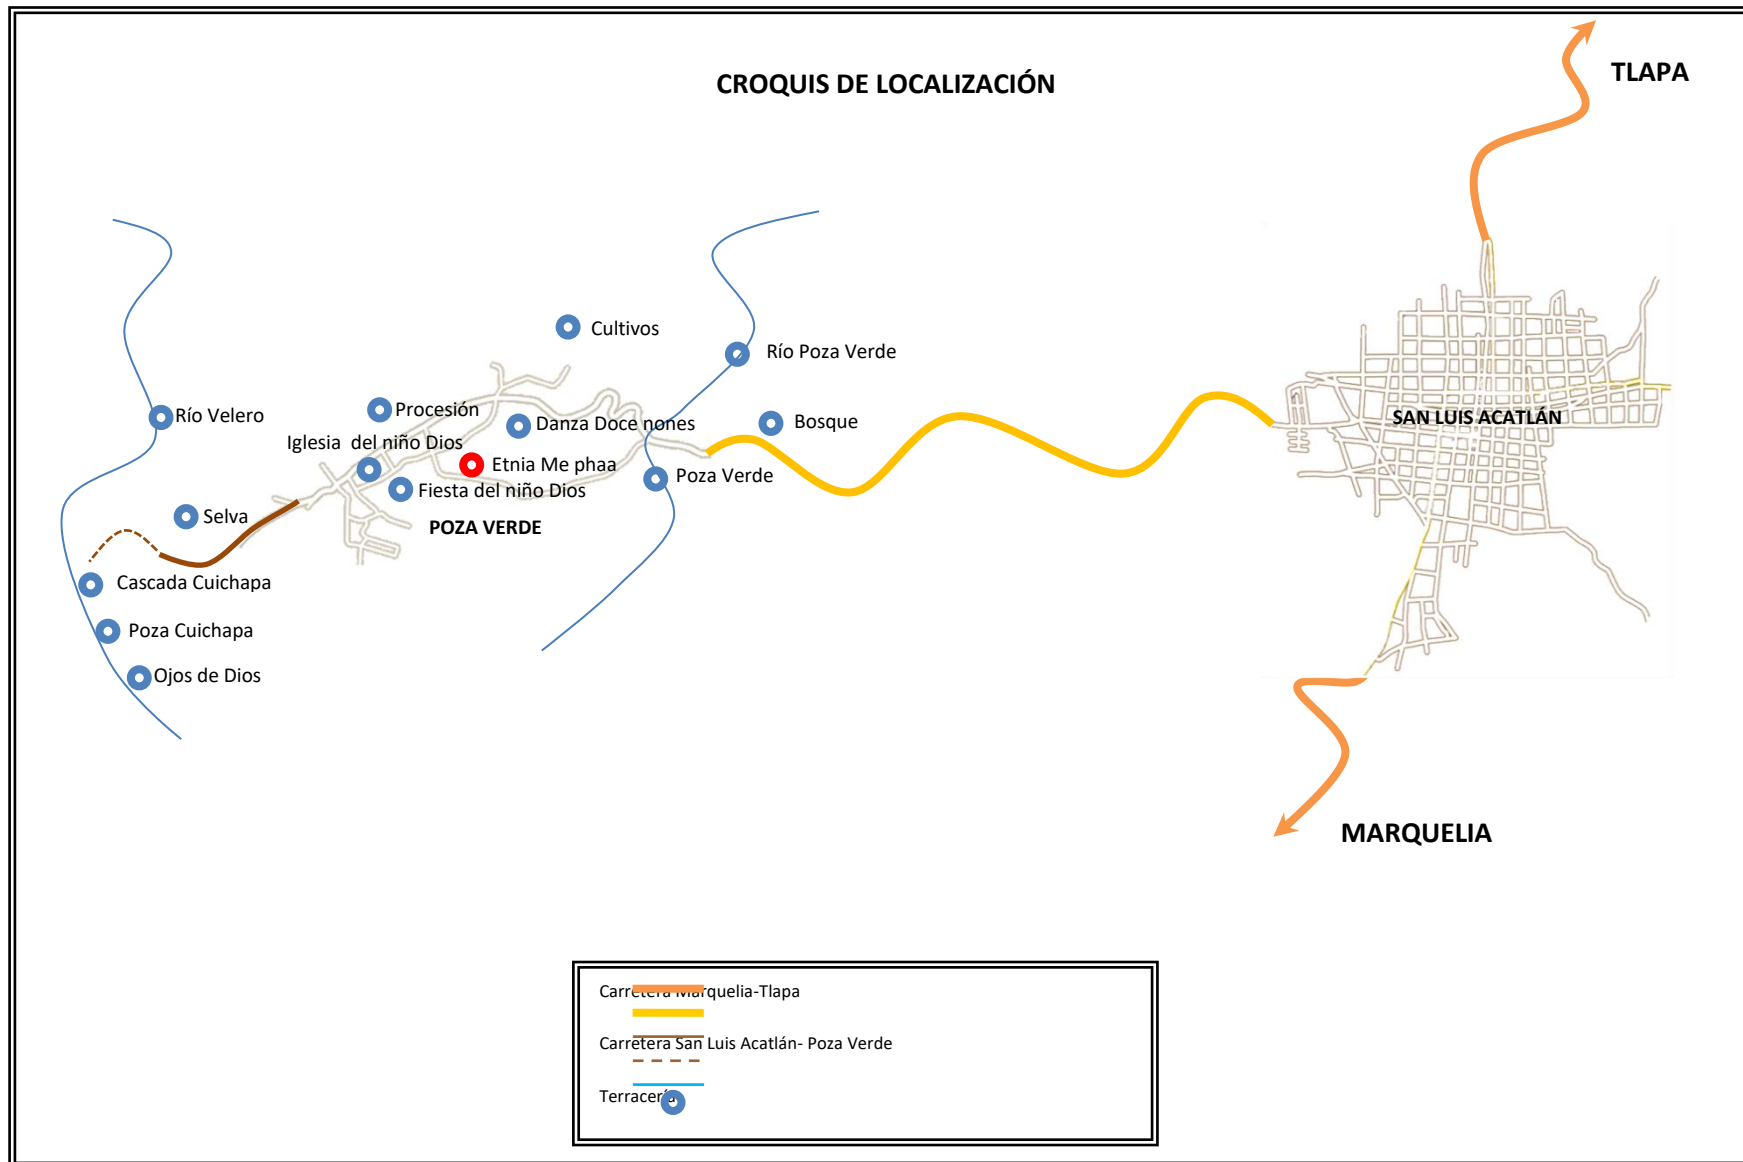 CROQUIS DE LOCALIZACIÓN
TLAPA
Cultivos
Río Poza Verde
Río Velero
Procesión
Danza Doce nones
Bosque
SAN LUIS ACATLÁN
Iglesia del niño Dios
Etnia Me phaa
Poza Verde
Fiesta del niño Dios
Selva
POZA VERDE
Cascada Cuichapa
Poza Cuichapa
Ojos de Dios
MARQUELIA
Carretera Marquelia-Tlapa
Carretera San Luis Acatlán- Poza Verde
Terracería